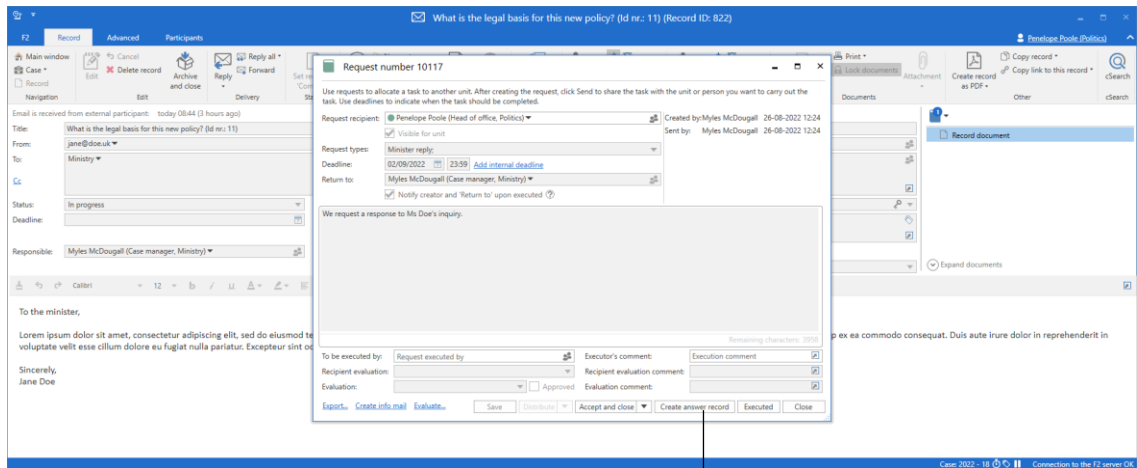 What is the legal basis for this new policy? (Id nr.: 11) (Record ID: 822)
F2 Record Advanced Participants
Penelope Poole (Politics)
Main window
Case
Record
Navigation
Edit
Cancel
Delete record
Archive and close
Edit
Reply
Reply all
Forward
Delivery
Print
Lock documents
Documents
Attachment
Create record as PDF
Copy record
Copy link to this record
Other
cSearch
cSearch
Email is received from external participant: today 08:44 (3 hours ago)
Title: What is the legal basis for this new policy? (Id nr.: 11)
From: jane@doe.uk
To: Ministry
Cc
Status: In progress
Deadline:
Responsible: Myles McDougall (Case manager, Ministry)
Record document
Expand documents
Calibri 12 b I u A
To the minister,
Lorem ipsum dolor sit amet, consectetur adipiscing elit, sed do eiusmod te
p ex ea commodo consequat. Duis aute irure dolor in reprehenderit in
voluptate velit esse cillum dolore eu fugiat nulla pariatur. Excepteur sint oc
Sincerely,
Jane Doe
Request number 10117
Use requests to allocate a task to another unit. After creating the request, click Send to share the task with the unit or person you want to carry out the
task. Use deadlines to indicate when the task should be completed.
Request recipient: Penelope Poole (Head of office, Politics)
Created by: Myles McDougall 26-08-2022 12:24
Visible for unit
Sent by: Myles McDougall 26-08-2022 12:24
Request types: Minister reply;
Deadline: 02/09/2022 23:59 Add internal deadline
Return to: Myles McDougall (Case manager, Ministry)
Notify creator and 'Return to' upon executed
We request a response to Ms Doe's inquiry.
Remaining characters: 3958
To be executed by: Request executed by Executor's comment: Execution comment
Recipient evaluation: Recipient evaluation comment:
Evaluation: Approved Evaluation comment:
Export... Create info mail Evaluate... Save Distribute Accept and close Create answer record Executed Close
Case: 2022 - 18 Connection to the F2 server OK